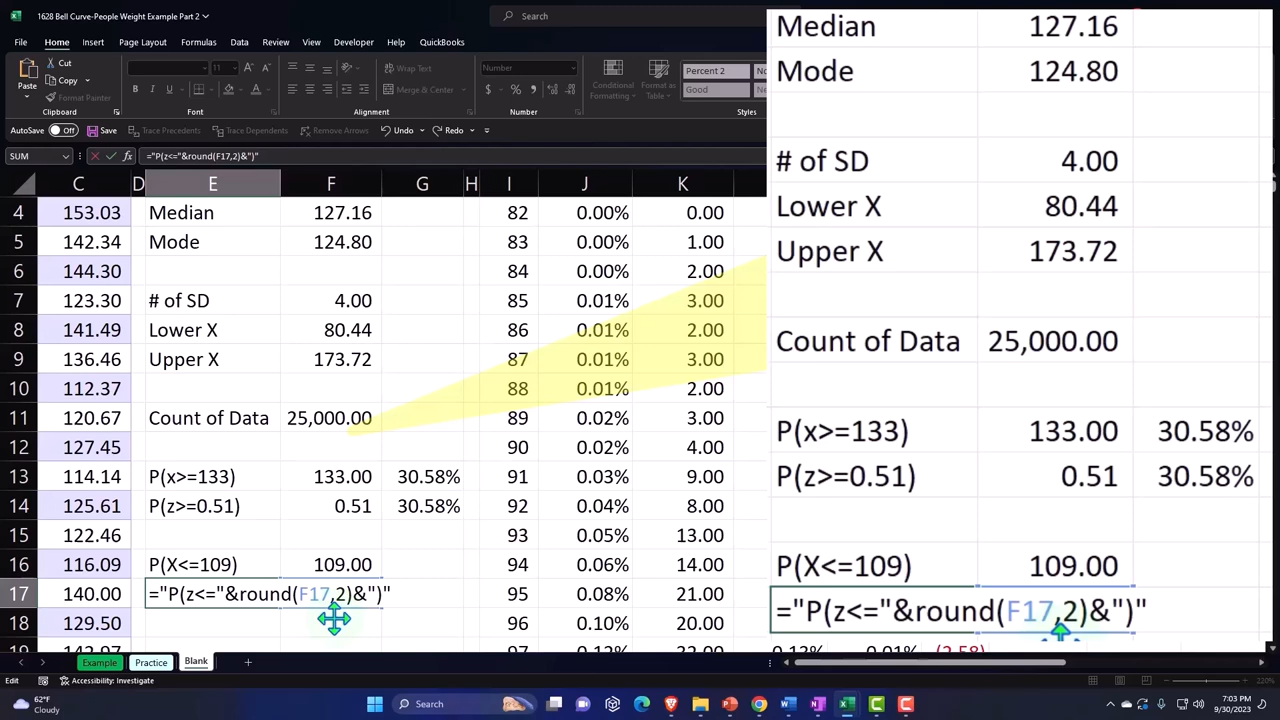 1628 Bell Curve-People Weight Example Part 2
Search
File Home Insert Page Layout Formulas Data Review View Developer Help QuickBooks
Paste
Cut
Copy
Format Painter
Clipboard
11
Font
Alignment
Number
Number
Conditional Formatting
Format as Table
Percent 2
Good
Styles
AutoSave Off Save Trace Precedents Trace Dependents Remove Arrows Undo Redo
SUM ="P(z<="&round(F17,2)&")"
C D E F G H I J K
4 153.03 Median 127.16 82 0.00% 0.00
5 142.34 Mode 124.80 83 0.00% 1.00
6 144.30 84 0.00% 2.00
7 123.30 # of SD 4.00 85 0.01% 3.00
8 141.49 Lower X 80.44 86 0.01% 2.00
9 136.46 Upper X 173.72 87 0.01% 3.00
10 112.37 88 0.01% 2.00
11 120.67 Count of Data 25,000.00 89 0.02% 3.00
12 127.45 90 0.02% 4.00
13 114.14 P(x>=133) 133.00 30.58% 91 0.03% 9.00
14 125.61 P(z>=0.51) 0.51 30.58% 92 0.04% 8.00
15 122.46 93 0.05% 13.00
16 116.09 P(X<=109) 109.00 94 0.06% 14.00
17 140.00 ="P(z<="&round(F17,2)&")" 95 0.08% 21.00
18 129.50 96 0.10% 20.00
Median 127.16
Mode 124.80
# of SD 4.00
Lower X 80.44
Upper X 173.72
Count of Data 25,000.00
P(x>=133) 133.00 30.58%
P(z>=0.51) 0.51 30.58%
P(X<=109) 109.00
="P(z<="&round(F17,2)&")"
Example Practice Blank
Edit Accessibility: Investigate 220%
62°F
Cloudy
Search
7:03 PM
9/30/2023